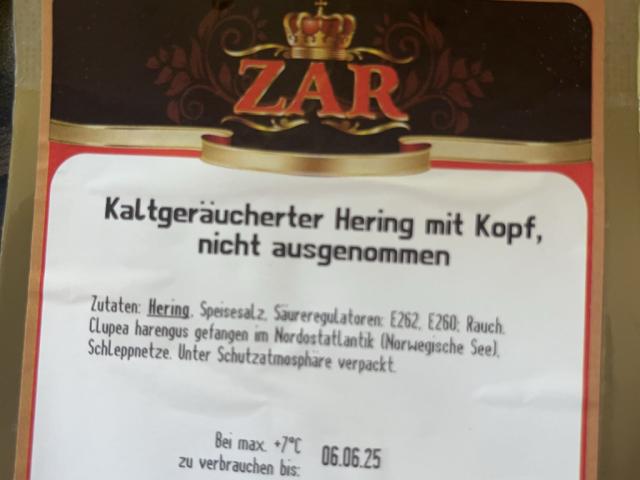 ZAR
Kaltgeräucherter Hering mit Kopf,
nicht ausgenommen
Zutaten: Hering, Speisesalz, Säureregulatoren: E262, E260; Rauch.
Clupea harengus gefangen im Nordostatlantik (Norwegische See),
Schleppnetze. Unter Schutzatmosphäre verpackt.
Bei max. +7°C
zu verbrauchen bis: 06.06.25